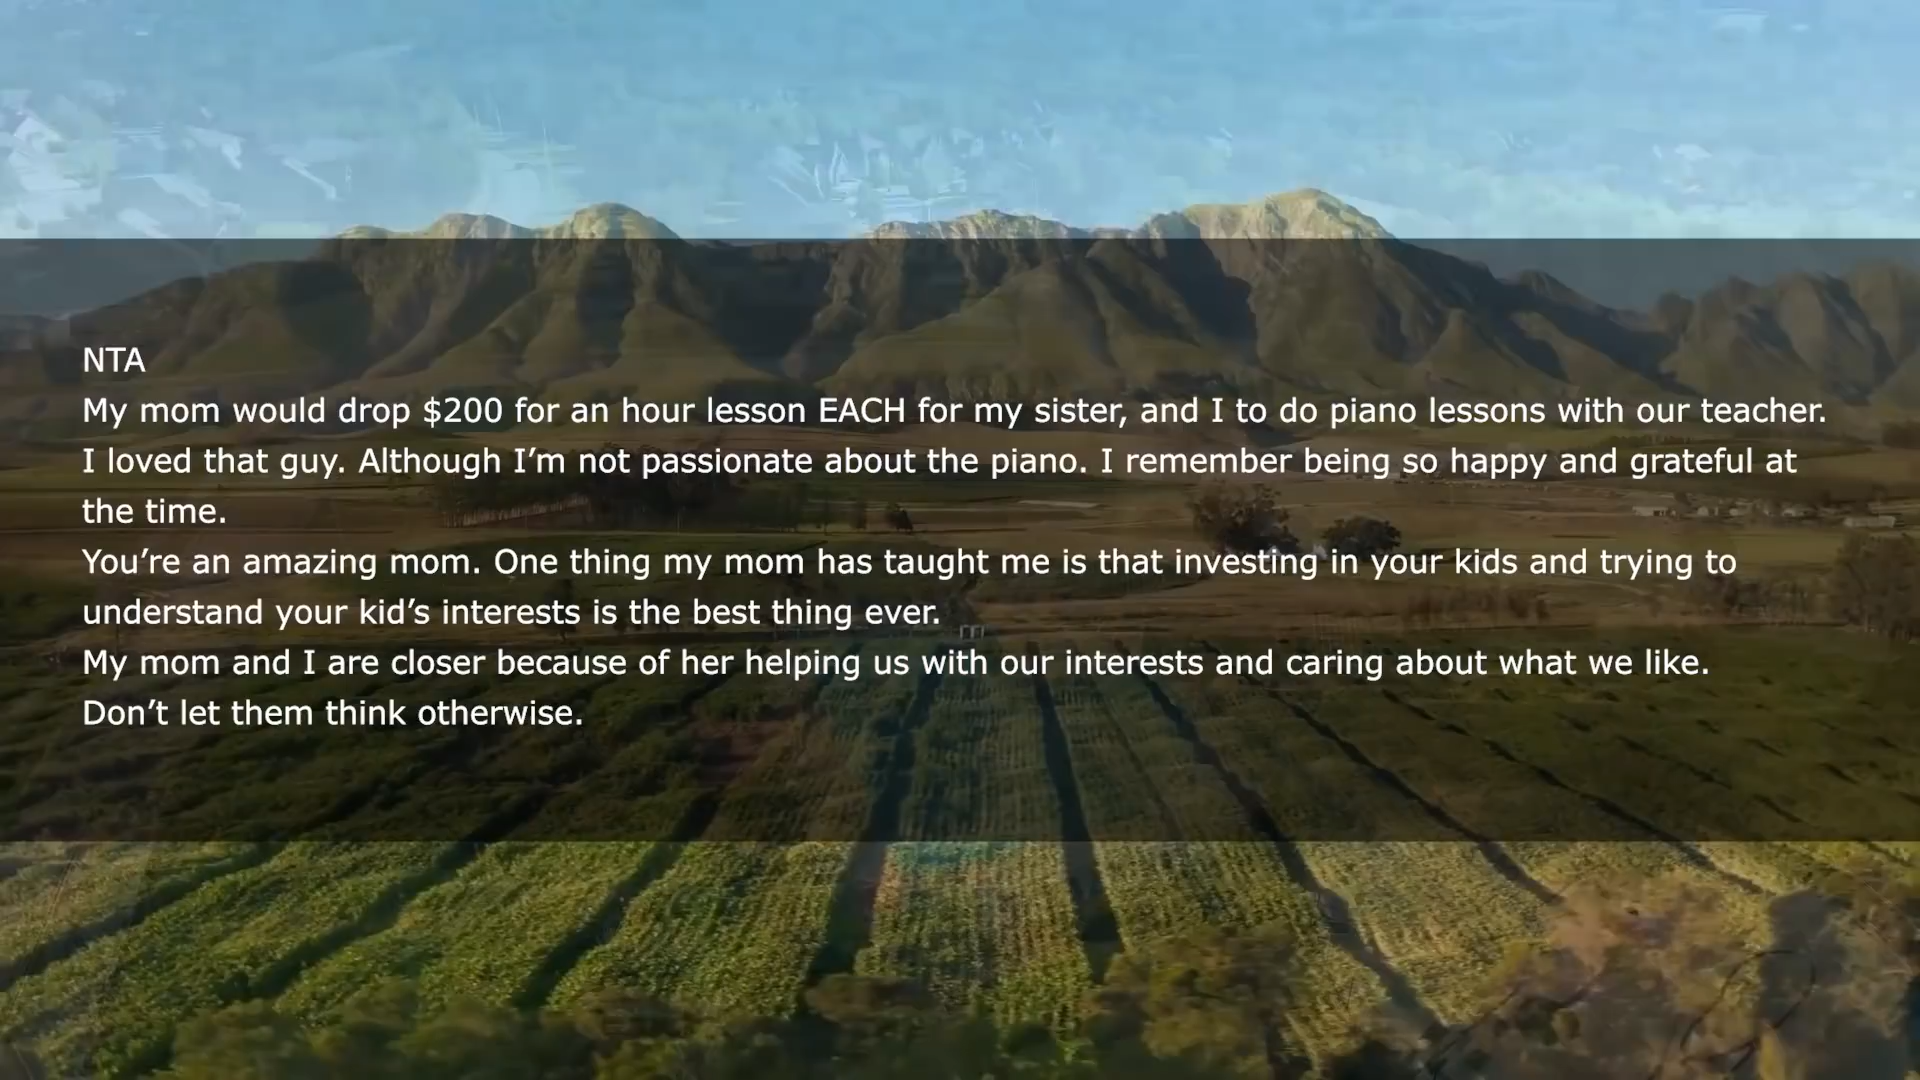 NTA
My mom would drop $200 for an hour lesson EACH for my sister, and I to do piano lessons with our teacher.
I loved that guy. Although I’m not passionate about the piano. I remember being so happy and grateful at
the time.
You’re an amazing mom. One thing my mom has taught me is that investing in your kids and trying to
understand your kid’s interests is the best thing ever.
My mom and I are closer because of her helping us with our interests and caring about what we like.
Don’t let them think otherwise.